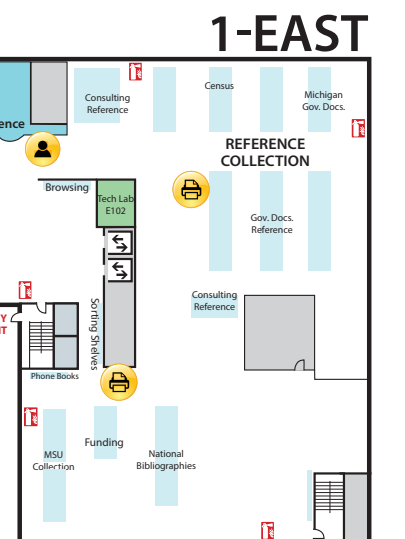 1-EAST
Census
Consulting
Reference
Michigan
Gov. Docs.
ence
REFERENCE
COLLECTION
Browsing
Tech Lab
E102
Gov. Docs.
Reference
Consulting
Reference
Sorting Shelves
Y
IT
Phone Books
Funding
MSU
Collection
National
Bibliographies